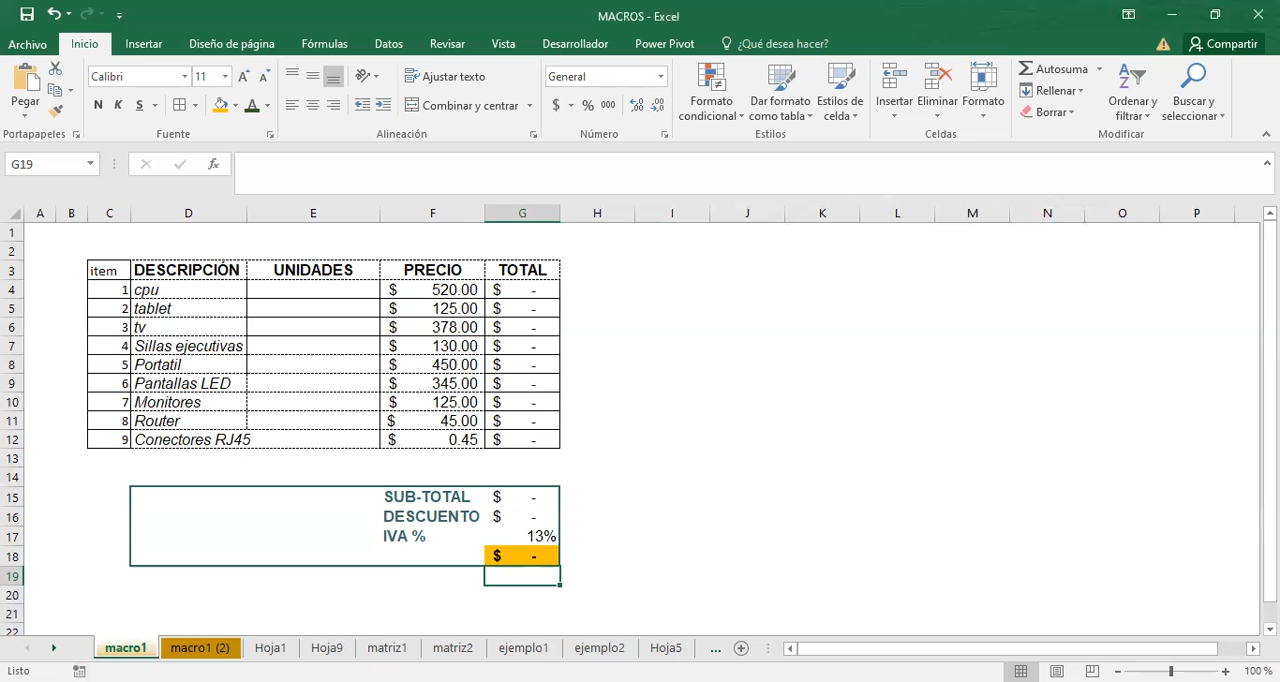 MACROS - Excel
Archivo Inicio Insertar Diseño de página Fórmulas Datos Revisar Vista Desarrollador Power Pivot ¿Qué desea hacer? Compartir
Calibri 11 Ajustar texto General Autosuma
Rellenar
Pegar N K S A Combinar y centrar $ % 000 Formato condicional Dar formato como tabla Estilos de celda Insertar Eliminar Formato Borrar Ordenar y filtrar Buscar y seleccionar
Portapapeles Fuente Alineación Número Estilos Celdas Modificar
G19 fx
A B C D E F G H I J K L M N O P
1
2
3 item DESCRIPCIÓN UNIDADES PRECIO TOTAL
4 1 cpu $ 520.00 $ -
5 2 tablet $ 125.00 $ -
6 3 tv $ 378.00 $ -
7 4 Sillas ejecutivas $ 130.00 $ -
8 5 Portatil $ 450.00 $ -
9 6 Pantallas LED $ 345.00 $ -
10 7 Monitores $ 125.00 $ -
11 8 Router $ 45.00 $ -
12 9 Conectores RJ45 $ 0.45 $ -
13
14
15 SUB-TOTAL $ -
16 DESCUENTO $ -
17 IVA % 13%
18 $ -
19
20
21
22
macro1 macro1 (2) Hoja1 Hoja9 matriz1 matriz2 ejemplo1 ejemplo2 Hoja5 ...
Listo 100 %